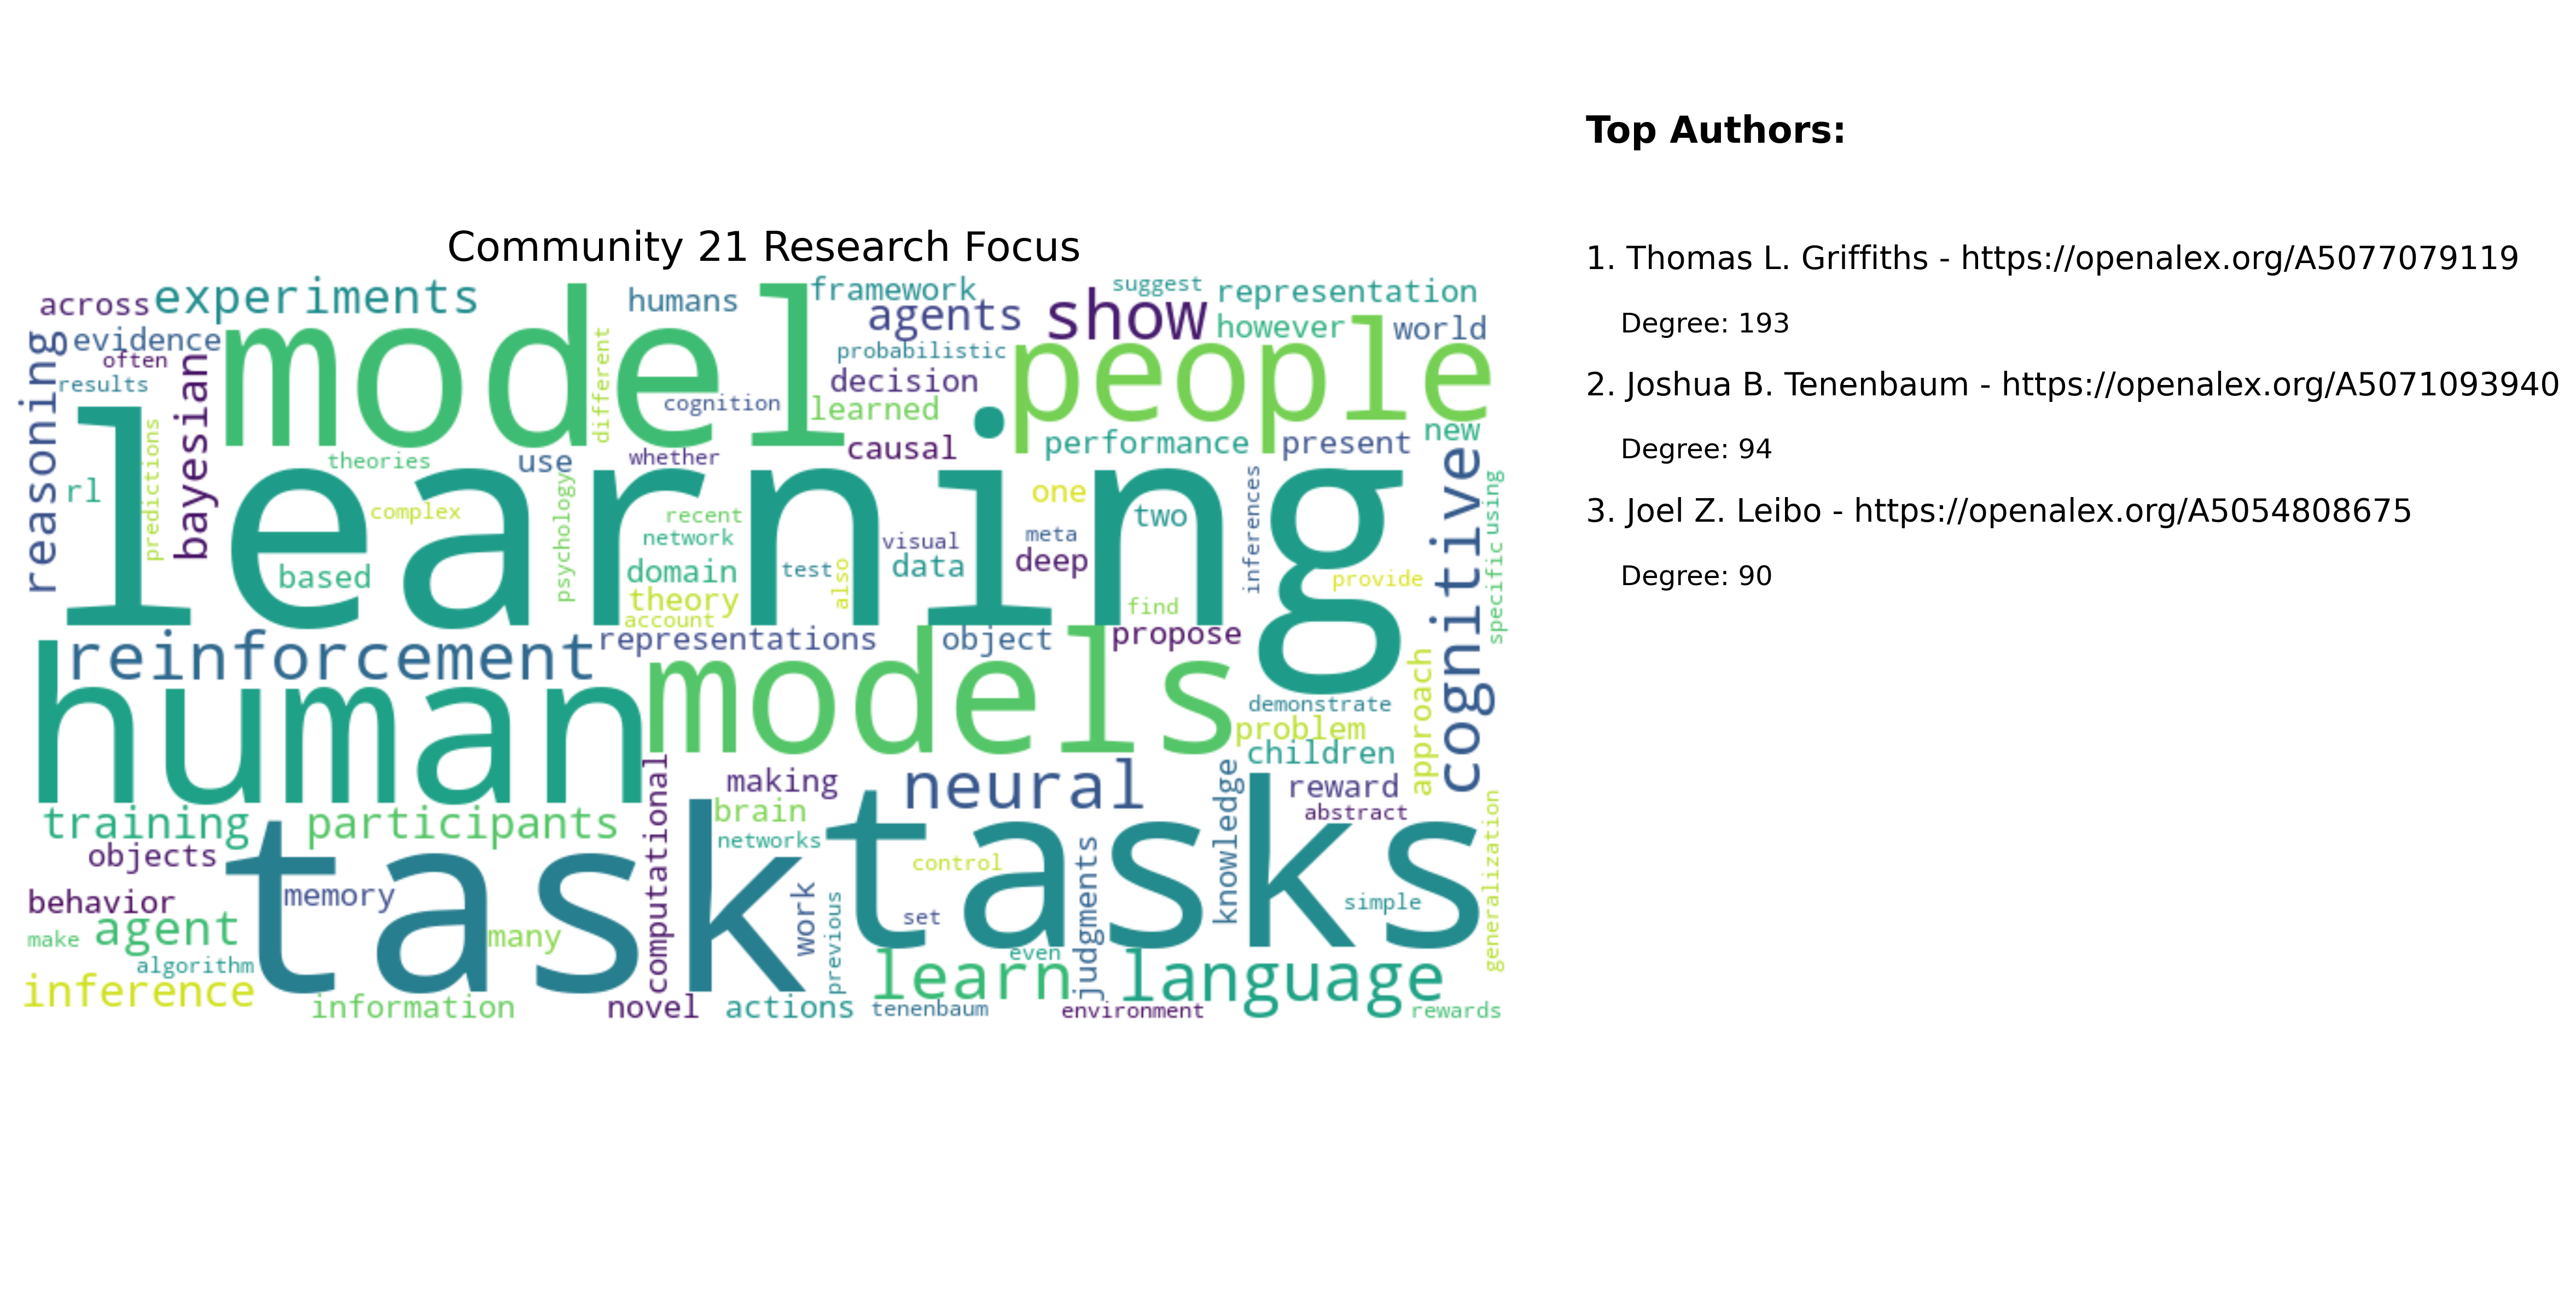 Community 21 Research Focus
across experiments humans framework suggest representation
agents show however world
evidence model people
often probabilistic
results decision
reasoning bayesian different cognition learned
causal performance present new
predictions theories use whether
rl learning cognitive
complex psychology recent one two inferences using
network visual meta
based domain test also data deep provide specific
theory find
account
reinforcement representations object propose
human models approach
demonstrate
problem
children
training participants making neural knowledge reward
computational brain abstract
objects networks generalization
task tasks
behavior memory work control judgments simple
agent many previous set
make
algorithm learn even language
inference
information novel actions tenenbaum environment rewards
Top Authors:
1. Thomas L. Griffiths - https://openalex.org/A5077079119
Degree: 193
2. Joshua B. Tenenbaum - https://openalex.org/A5071093940
Degree: 94
3. Joel Z. Leibo - https://openalex.org/A5054808675
Degree: 90